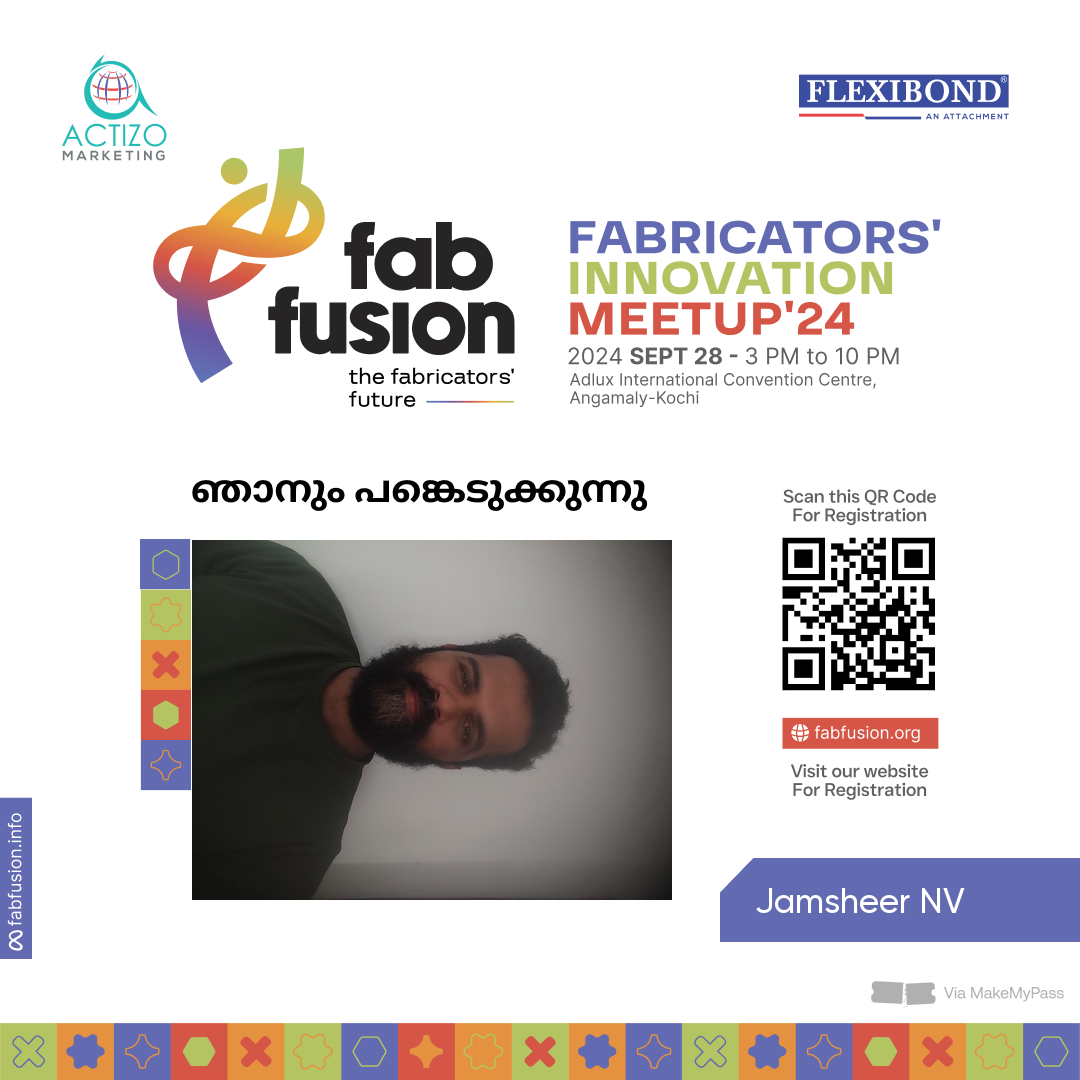 ACTIZO
MARKETING
FLEXIBOND®
AN ATTACHMENT
fab
fusion
the fabricators'
future
FABRICATORS'
INNOVATION
MEETUP'24
2024 SEPT 28 - 3 PM to 10 PM
Adlux International Convention Centre,
Angamaly-Kochi
ഞാനും പങ്കെടുക്കുന്നു
Scan this QR Code
For Registration
fabfusion.org
Visit our website
For Registration
fabfusion.info
Jamsheer NV
Via MakeMyPass